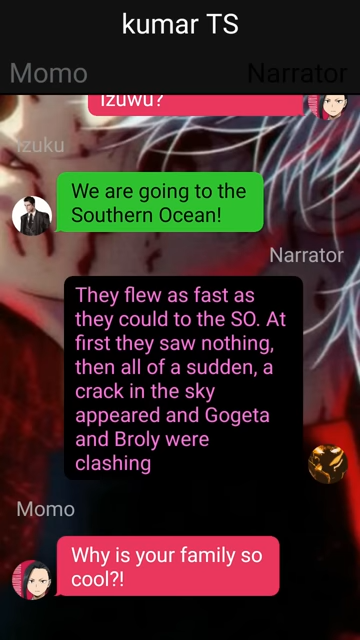 kumar TS
Momo
Narrator
Izuwu?
Izuku
We are going to the
Southern Ocean!
Narrator
They flew as fast as
they could to the SO. At
first they saw nothing,
then all of a sudden, a
crack in the sky
appeared and Gogeta
and Broly were
clashing
Momo
Why is your family so
cool?!